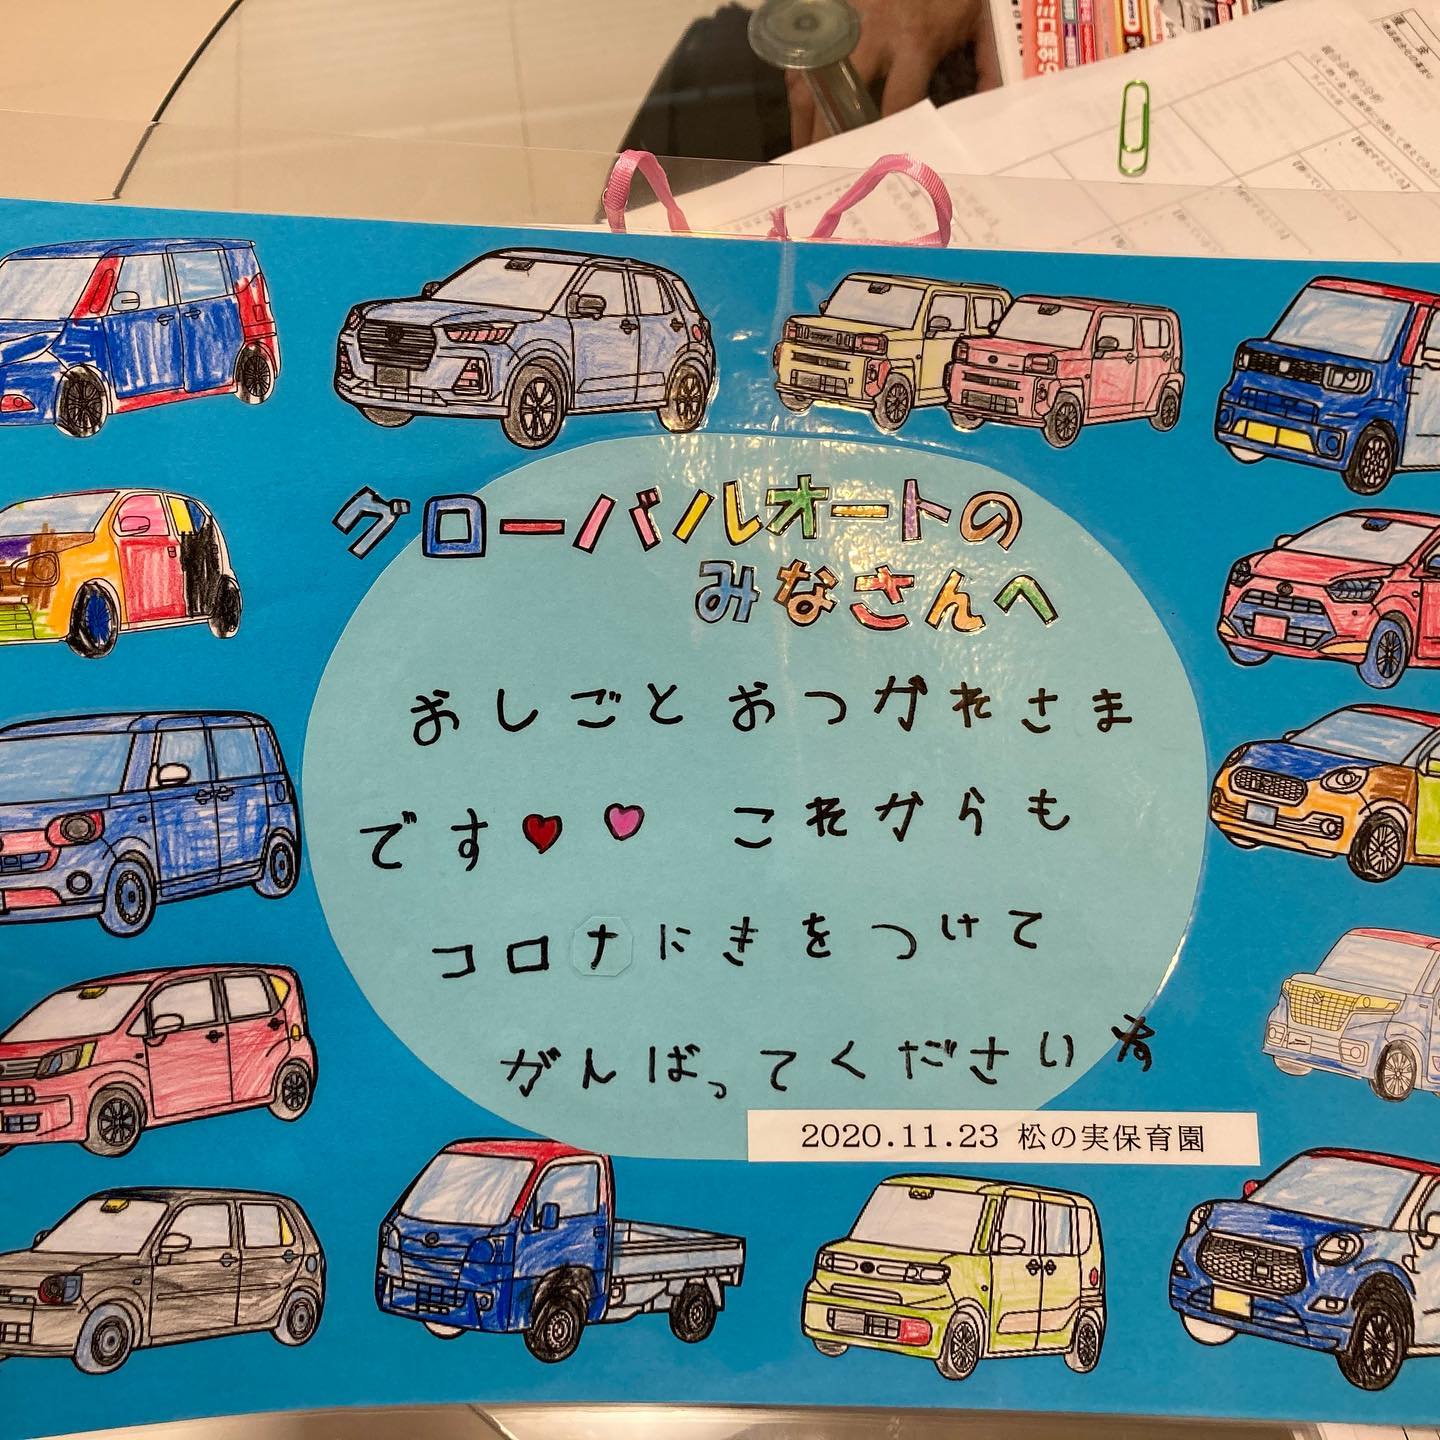 グローバルオートの
みなさんへ
おしごと おつかれさま
です♥♥ これからも
コロナにきをつけて
がんばってください
2020.11.23 松の実保育園